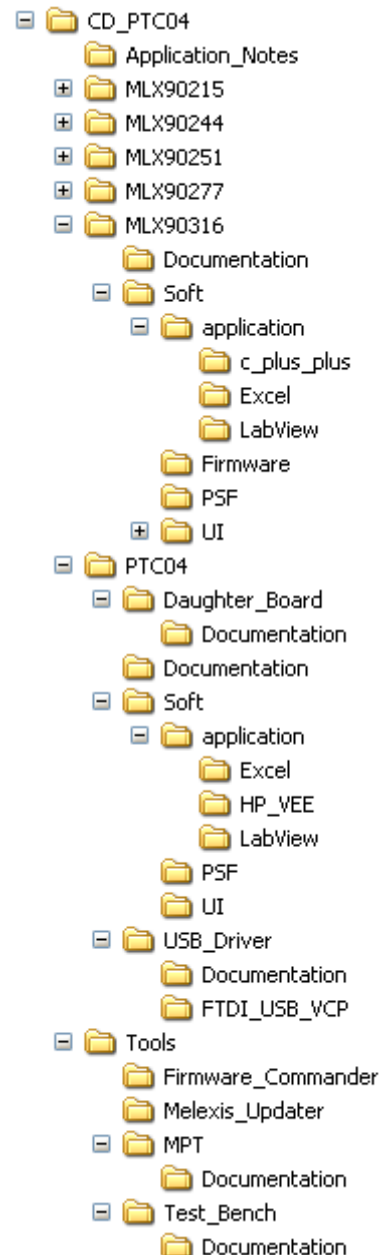 CD_PTC04
Application_Notes
MLX90215
MLX90244
MLX90251
MLX90277
MLX90316
Documentation
Soft
application
c_plus_plus
Excel
LabView
Firmware
PSF
UI
PTC04
Daughter_Board
Documentation
Documentation
Soft
application
Excel
HP_VEE
LabView
PSF
UI
USB_Driver
Documentation
FTDI_USB_VCP
Tools
Firmware_Commander
Melexis_Updater
MPT
Documentation
Test_Bench
Documentation